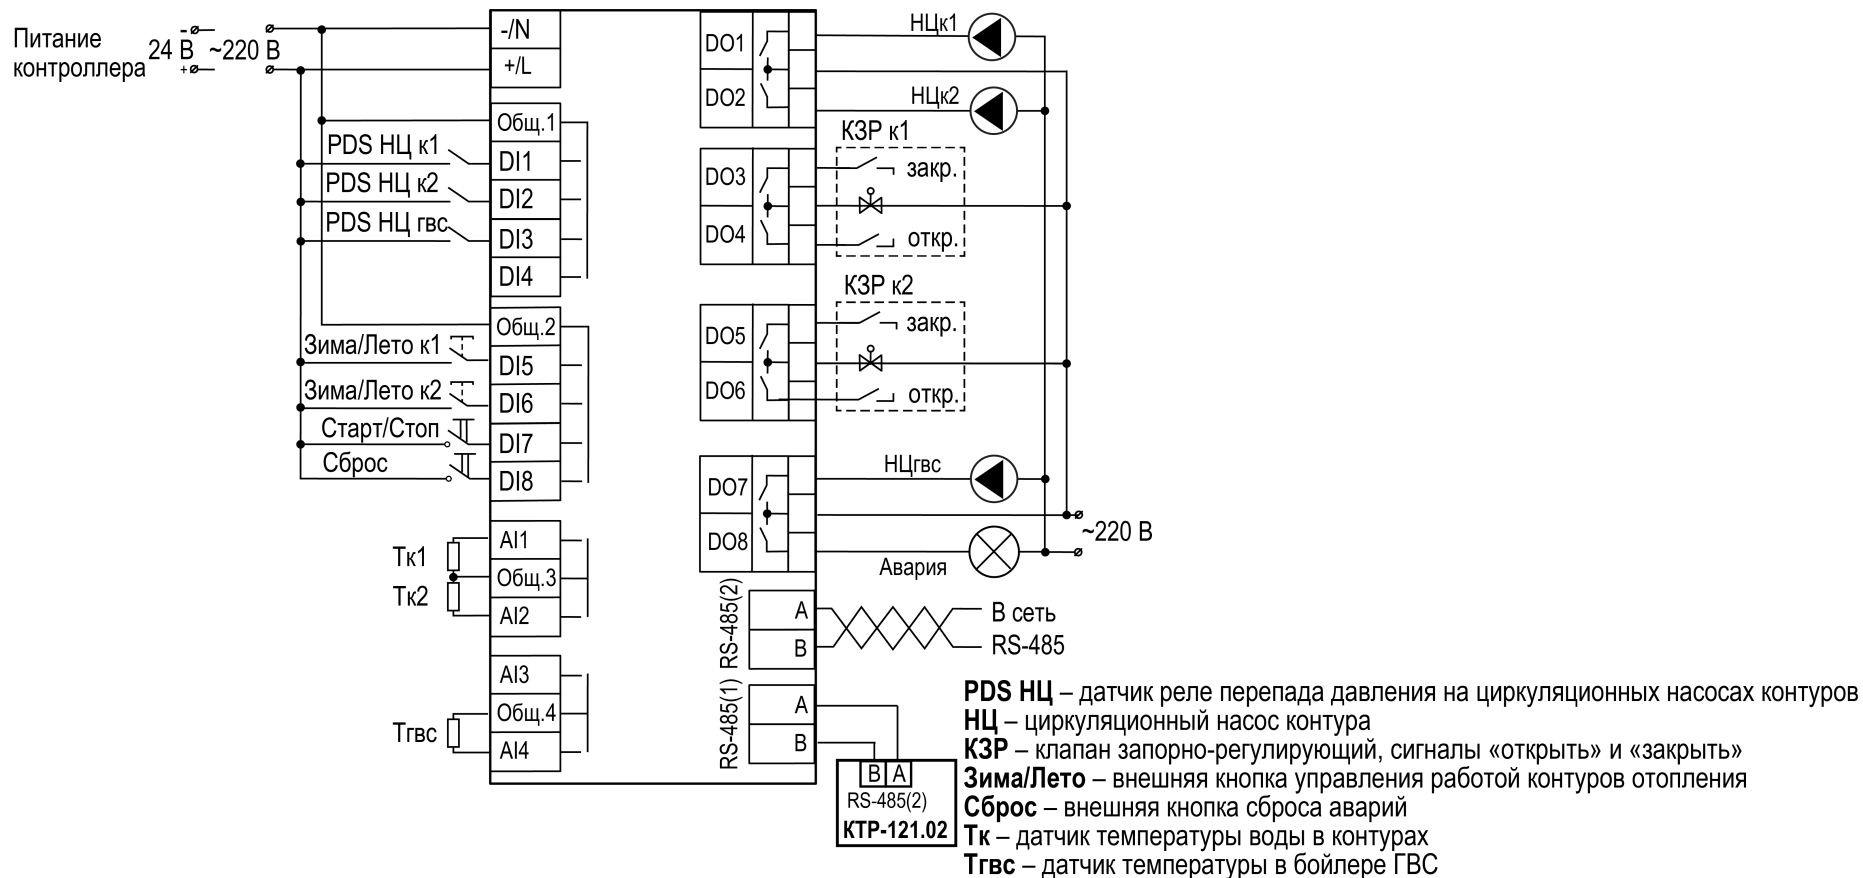 Питание
контроллера
-
24 В ~220 В
+
-/N
+/L
Общ.1
PDS НЦ к1
DI1
PDS НЦ к2
DI2
PDS НЦ гвс
DI3
DI4
Общ.2
Зима/Лето к1
DI5
Зима/Лето к2
DI6
Старт/Стоп
DI7
Сброс
DI8
AI1
Тк1
Общ.3
Тк2
AI2
AI3
Общ.4
Тгвс
AI4
DO1
НЦк1
DO2
НЦк2
КЗР к1
DO3
закр.
DO4
откр.
КЗР к2
DO5
закр.
DO6
откр.
DO7
НЦгвс
~220 В
DO8
Авария
RS-485(2)
A
B
В сеть
RS-485
RS-485(1)
A
B
B A
RS-485(2)
КТР-121.02
PDS НЦ – датчик реле перепада давления на циркуляционных насосах контуров
НЦ – циркуляционный насос контура
КЗР – клапан запорно-регулирующий, сигналы «открыть» и «закрыть»
Зима/Лето – внешняя кнопка управления работой контуров отопления
Сброс – внешняя кнопка сброса аварий
Тк – датчик температуры воды в контурах
Тгвс – датчик температуры в бойлере ГВС